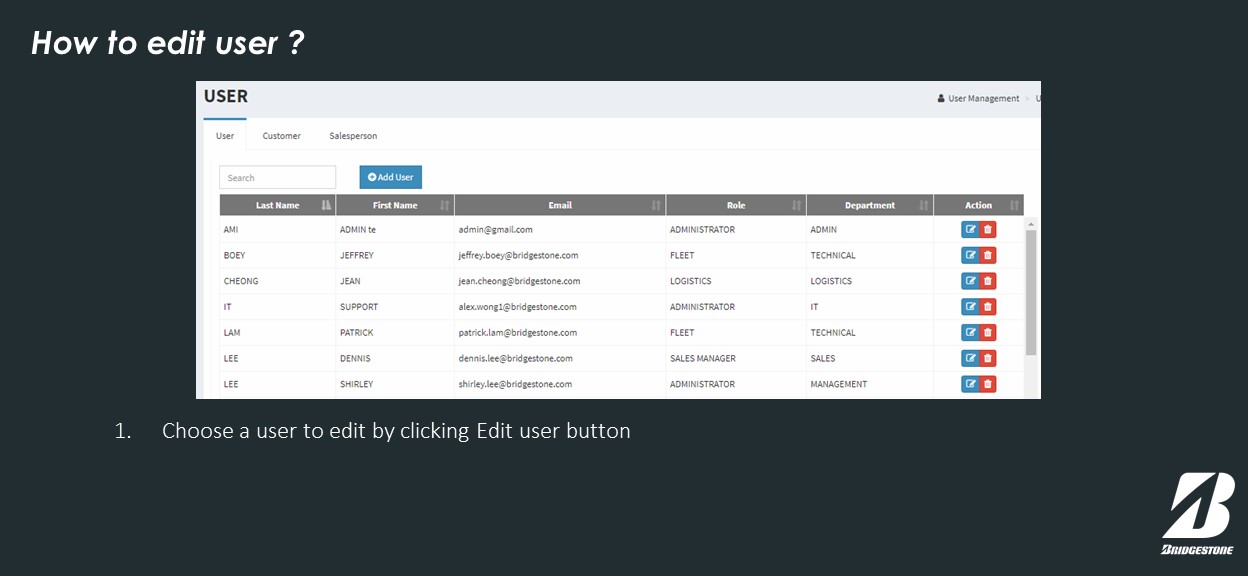 How to edit user ?
USER
User Management > U
User Customer Salesperson
Search Add User
Last Name First Name Email Role Department Action
AMI ADMIN te admin@gmail.com ADMINISTRATOR ADMIN
BOEY JEFFREY jeffrey.boey@bridgestone.com FLEET TECHNICAL
CHEONG JEAN jean.cheong@bridgestone.com LOGISTICS LOGISTICS
IT SUPPORT alex.wong1@bridgestone.com ADMINISTRATOR IT
LAM PATRICK patrick.lam@bridgestone.com FLEET TECHNICAL
LEE DENNIS dennis.lee@bridgestone.com SALES MANAGER SALES
LEE SHIRLEY shirley.lee@bridgestone.com ADMINISTRATOR MANAGEMENT
1. Choose a user to edit by clicking Edit user button
BRIDGESTONE